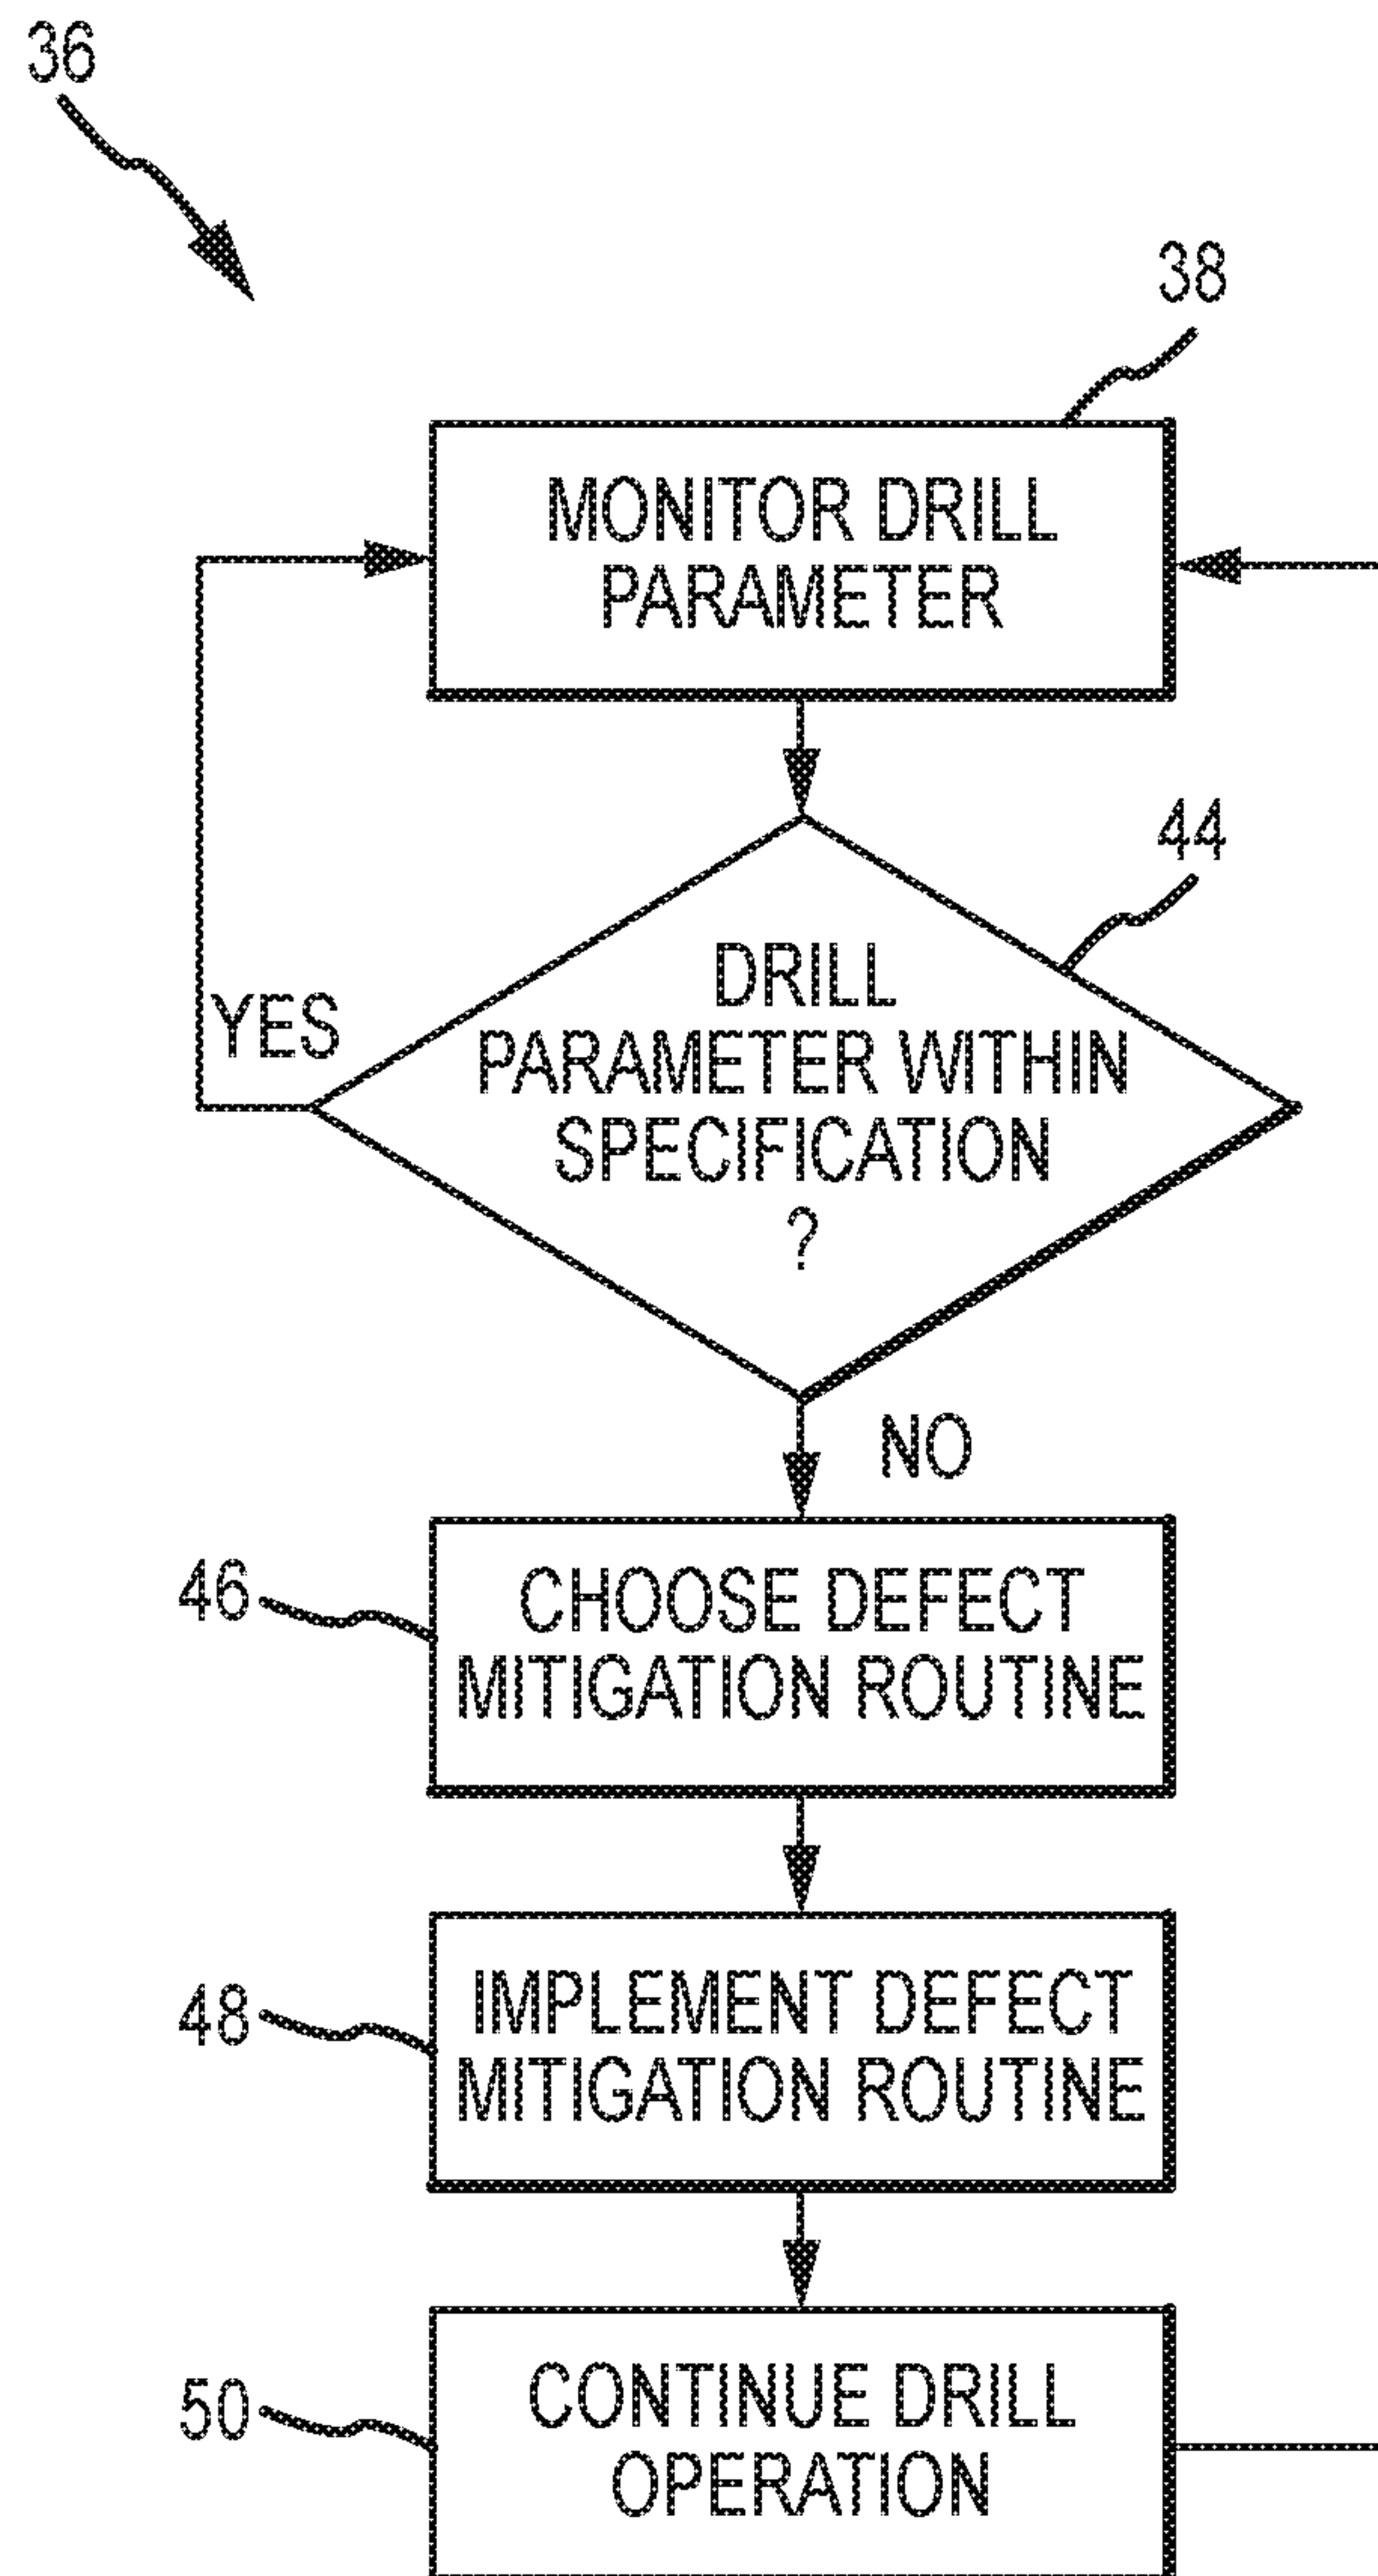 36
38
MONITOR DRILL
PARAMETER
44
DRILL
PARAMETER WITHIN
SPECIFICATION
?
YES
NO
46
CHOOSE DEFECT
MITIGATION ROUTINE
48
IMPLEMENT DEFECT
MITIGATION ROUTINE
50
CONTINUE DRILL
OPERATION